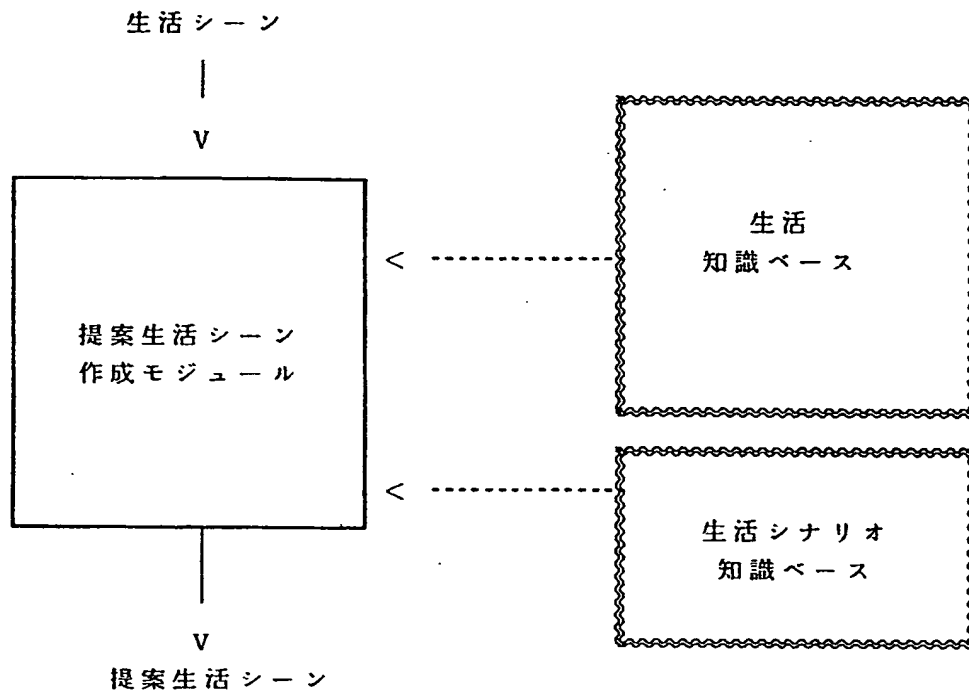 生活シーン
提案生活シーン
作成モジュール
生活
知識ベース
生活シナリオ
知識ベース
提案生活シーン